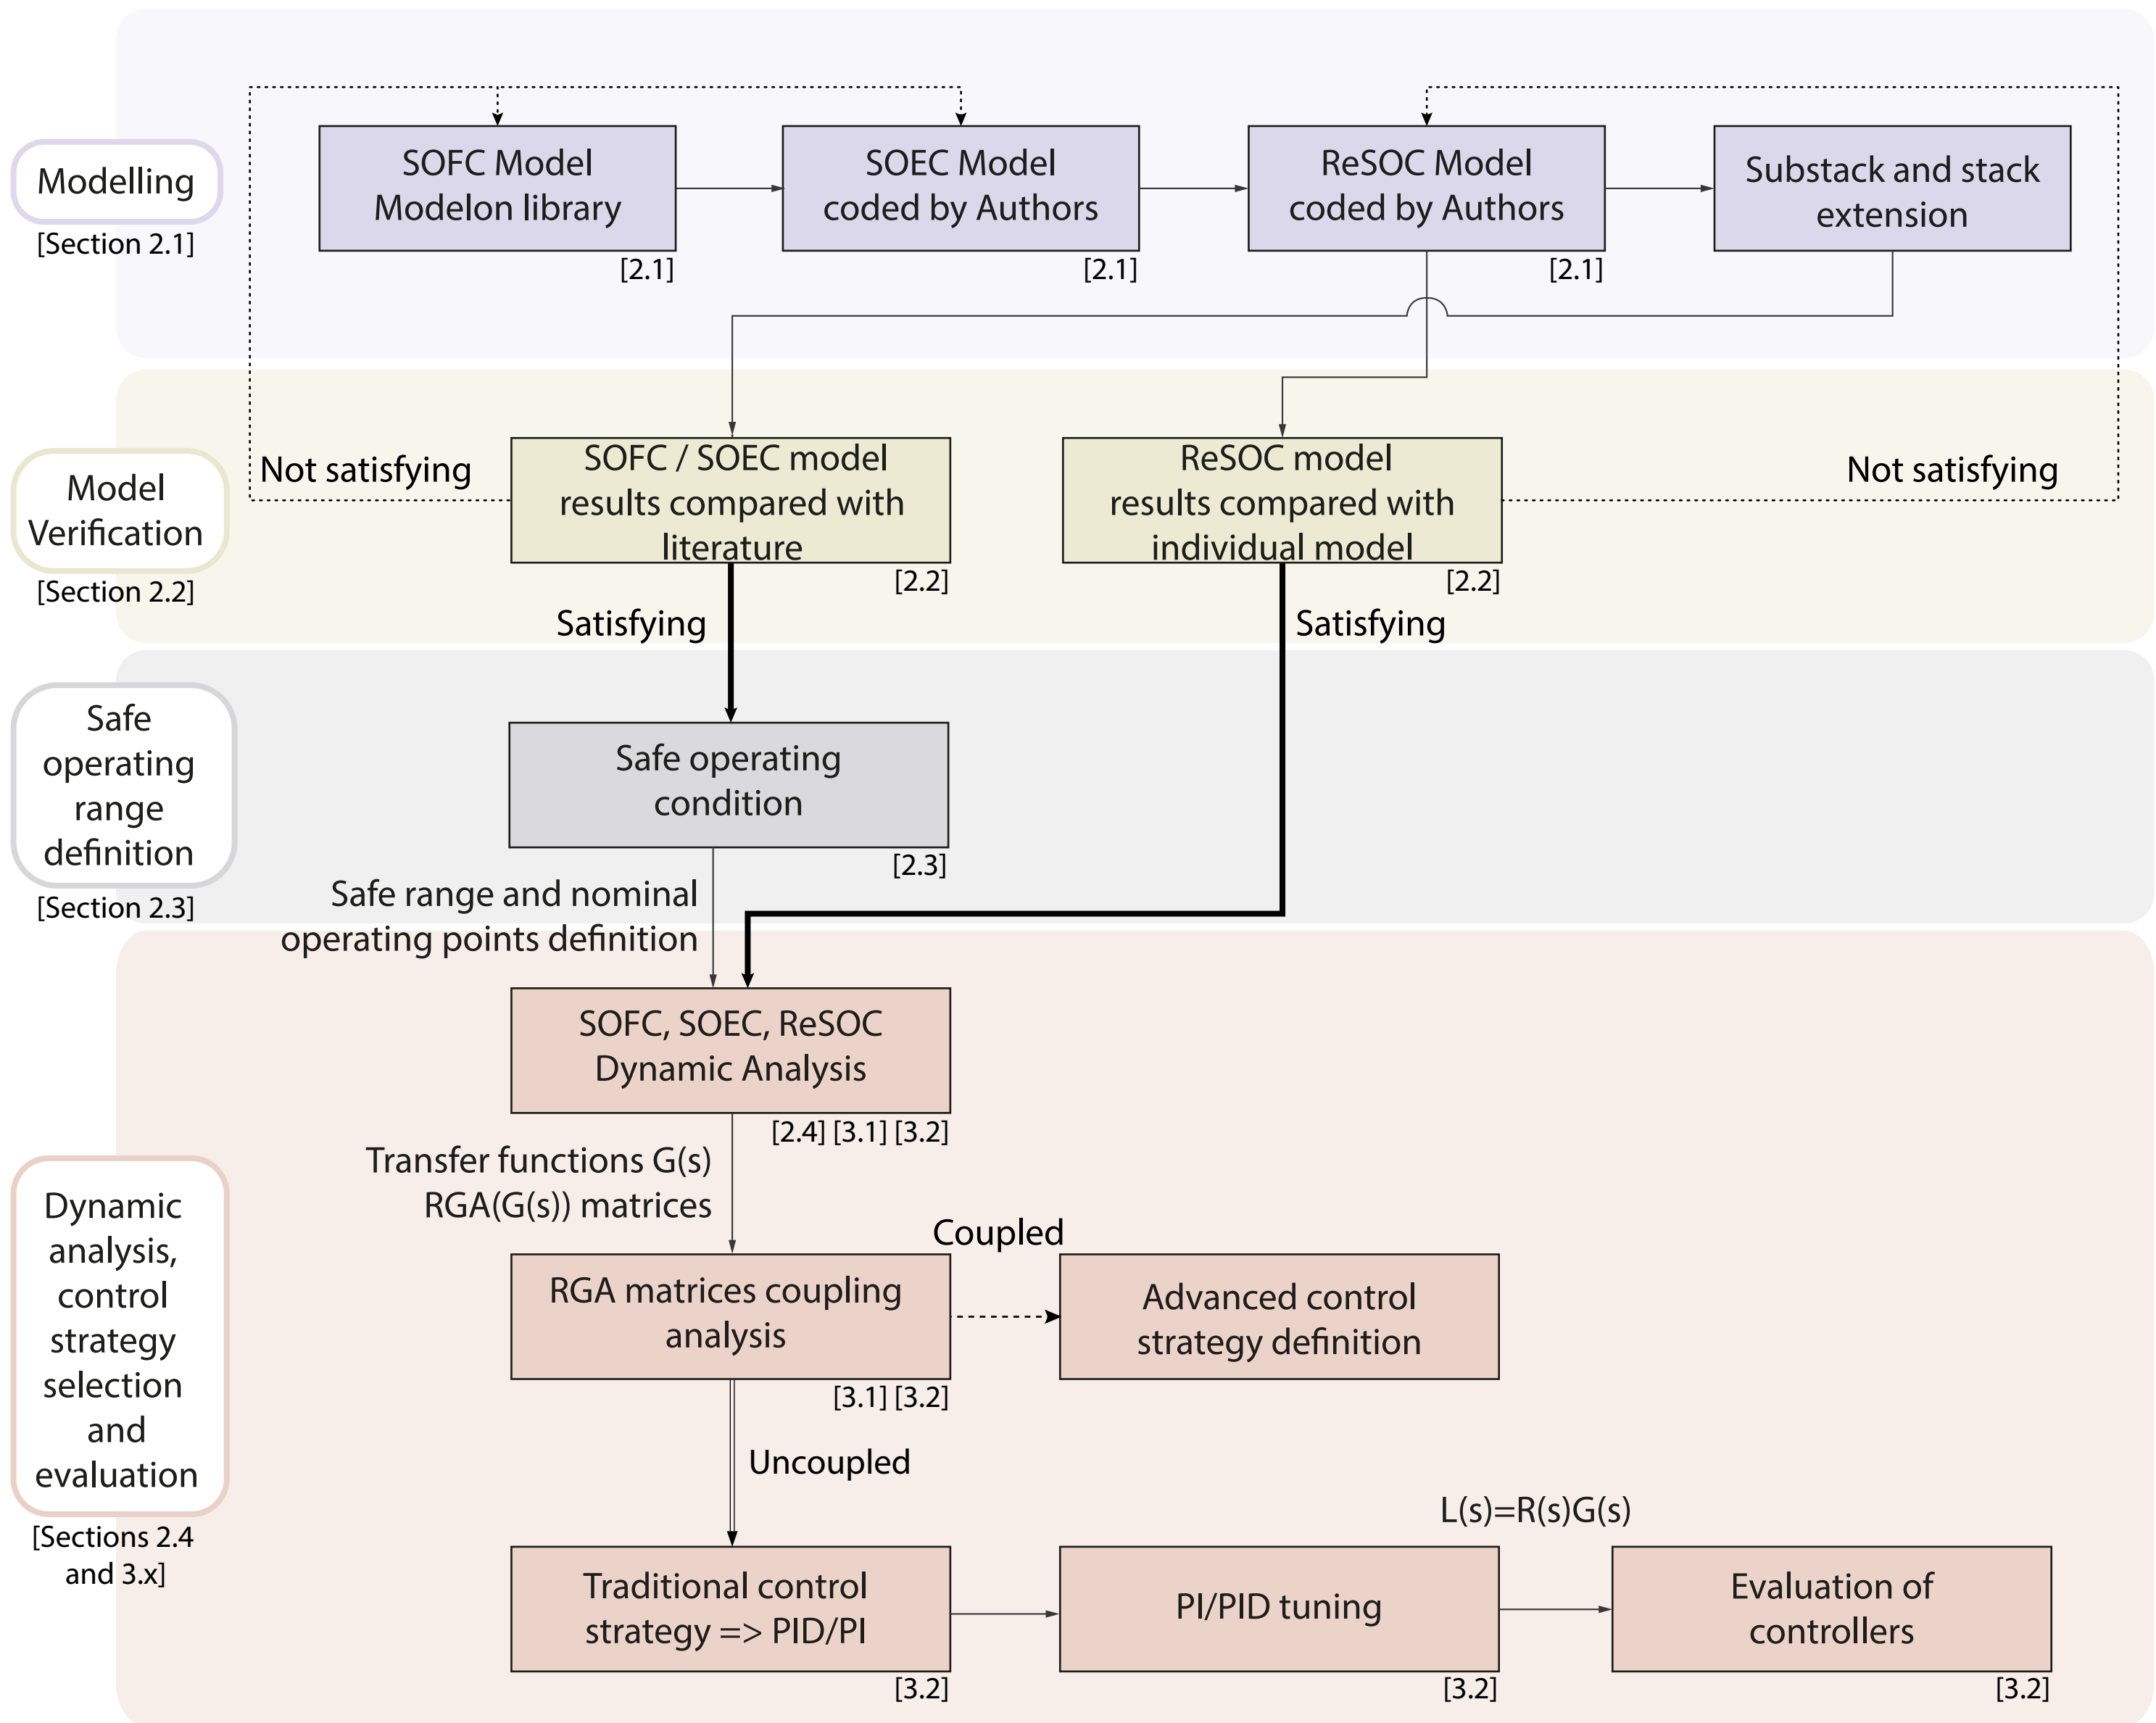 Modelling
[Section 2.1]
SOFC Model
Modelon library
[2.1]
SOEC Model
coded by Authors
[2.1]
ReSOC Model
coded by Authors
[2.1]
Substack and stack
extension
Model
Verification
[Section 2.2]
Not satisfying
SOFC / SOEC model
results compared with
literature
[2.2]
ReSOC model
results compared with
individual model
[2.2]
Not satisfying
Satisfying
Satisfying
Safe
operating
range
definition
[Section 2.3]
Safe operating
condition
[2.3]
Safe range and nominal
operating points definition
SOFC, SOEC, ReSOC
Dynamic Analysis
[2.4] [3.1] [3.2]
Transfer functions G(s)
RGA(G(s)) matrices
Dynamic
analysis,
control
strategy
selection
and
evaluation
[Sections 2.4
and 3.x]
RGA matrices coupling
analysis
[3.1] [3.2]
Coupled
Advanced control
strategy definition
Uncoupled
Traditional control
strategy => PID/PI
[3.2]
PI/PID tuning
[3.2]
L(s)=R(s)G(s)
Evaluation of
controllers
[3.2]